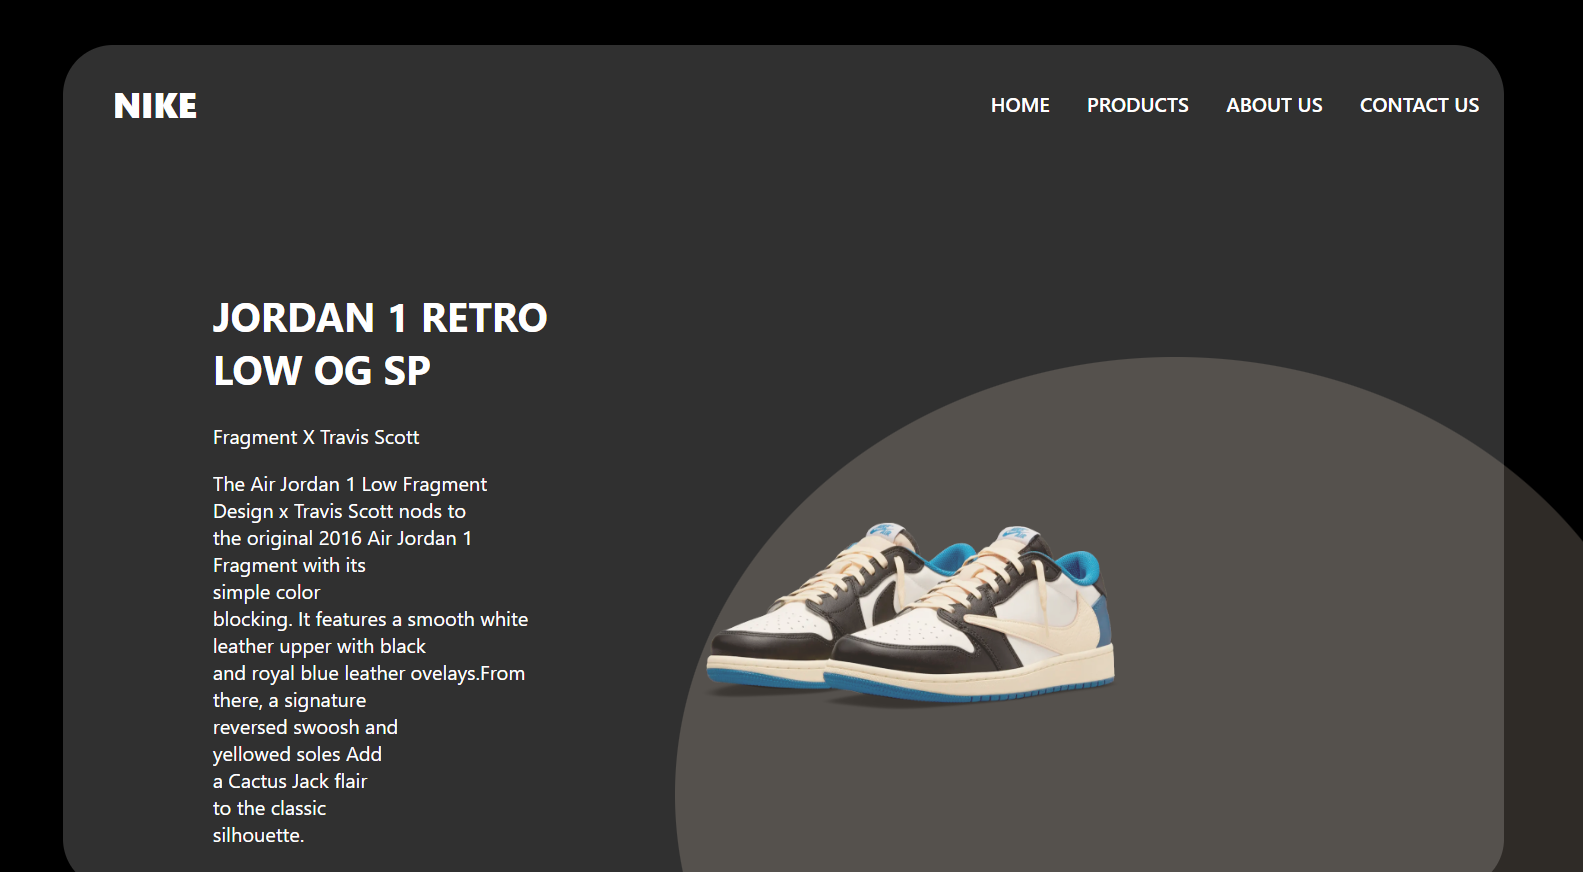 NIKE
HOME PRODUCTS ABOUT US CONTACT US
JORDAN 1 RETRO
LOW OG SP
Fragment X Travis Scott
The Air Jordan 1 Low Fragment
Design x Travis Scott nods to
the original 2016 Air Jordan 1
Fragment with its
simple color
blocking. It features a smooth white
leather upper with black
and royal blue leather ovelays.From
there, a signature
reversed swoosh and
yellowed soles Add
a Cactus Jack flair
to the classic
silhouette.